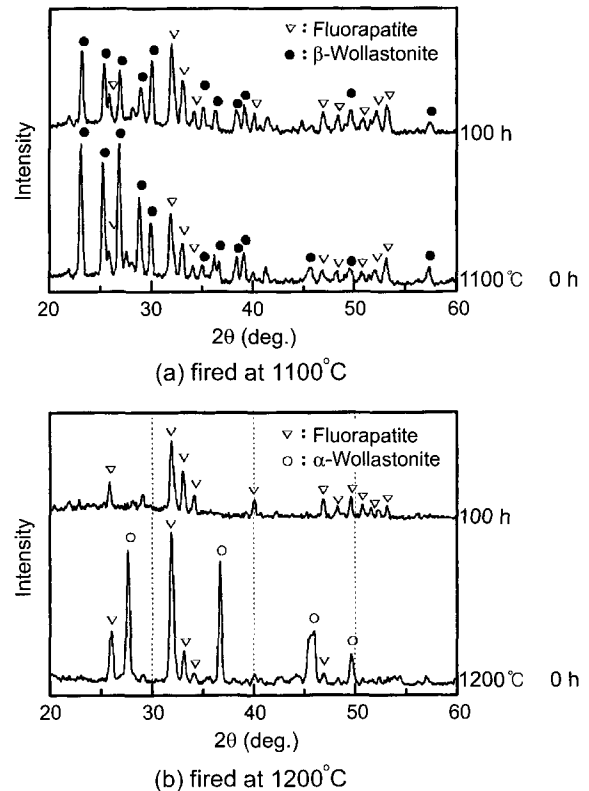 ▽ : Fluorapatite
● : β-Wollastonite
Intensity
100 h
1100℃ 0 h
20 30 40 50 60
2θ (deg.)
(a) fired at 1100°C
▽ : Fluorapatite
○ : α-Wollastonite
Intensity
100 h
1200℃ 0 h
20 30 40 50 60
2θ (deg.)
(b) fired at 1200°C